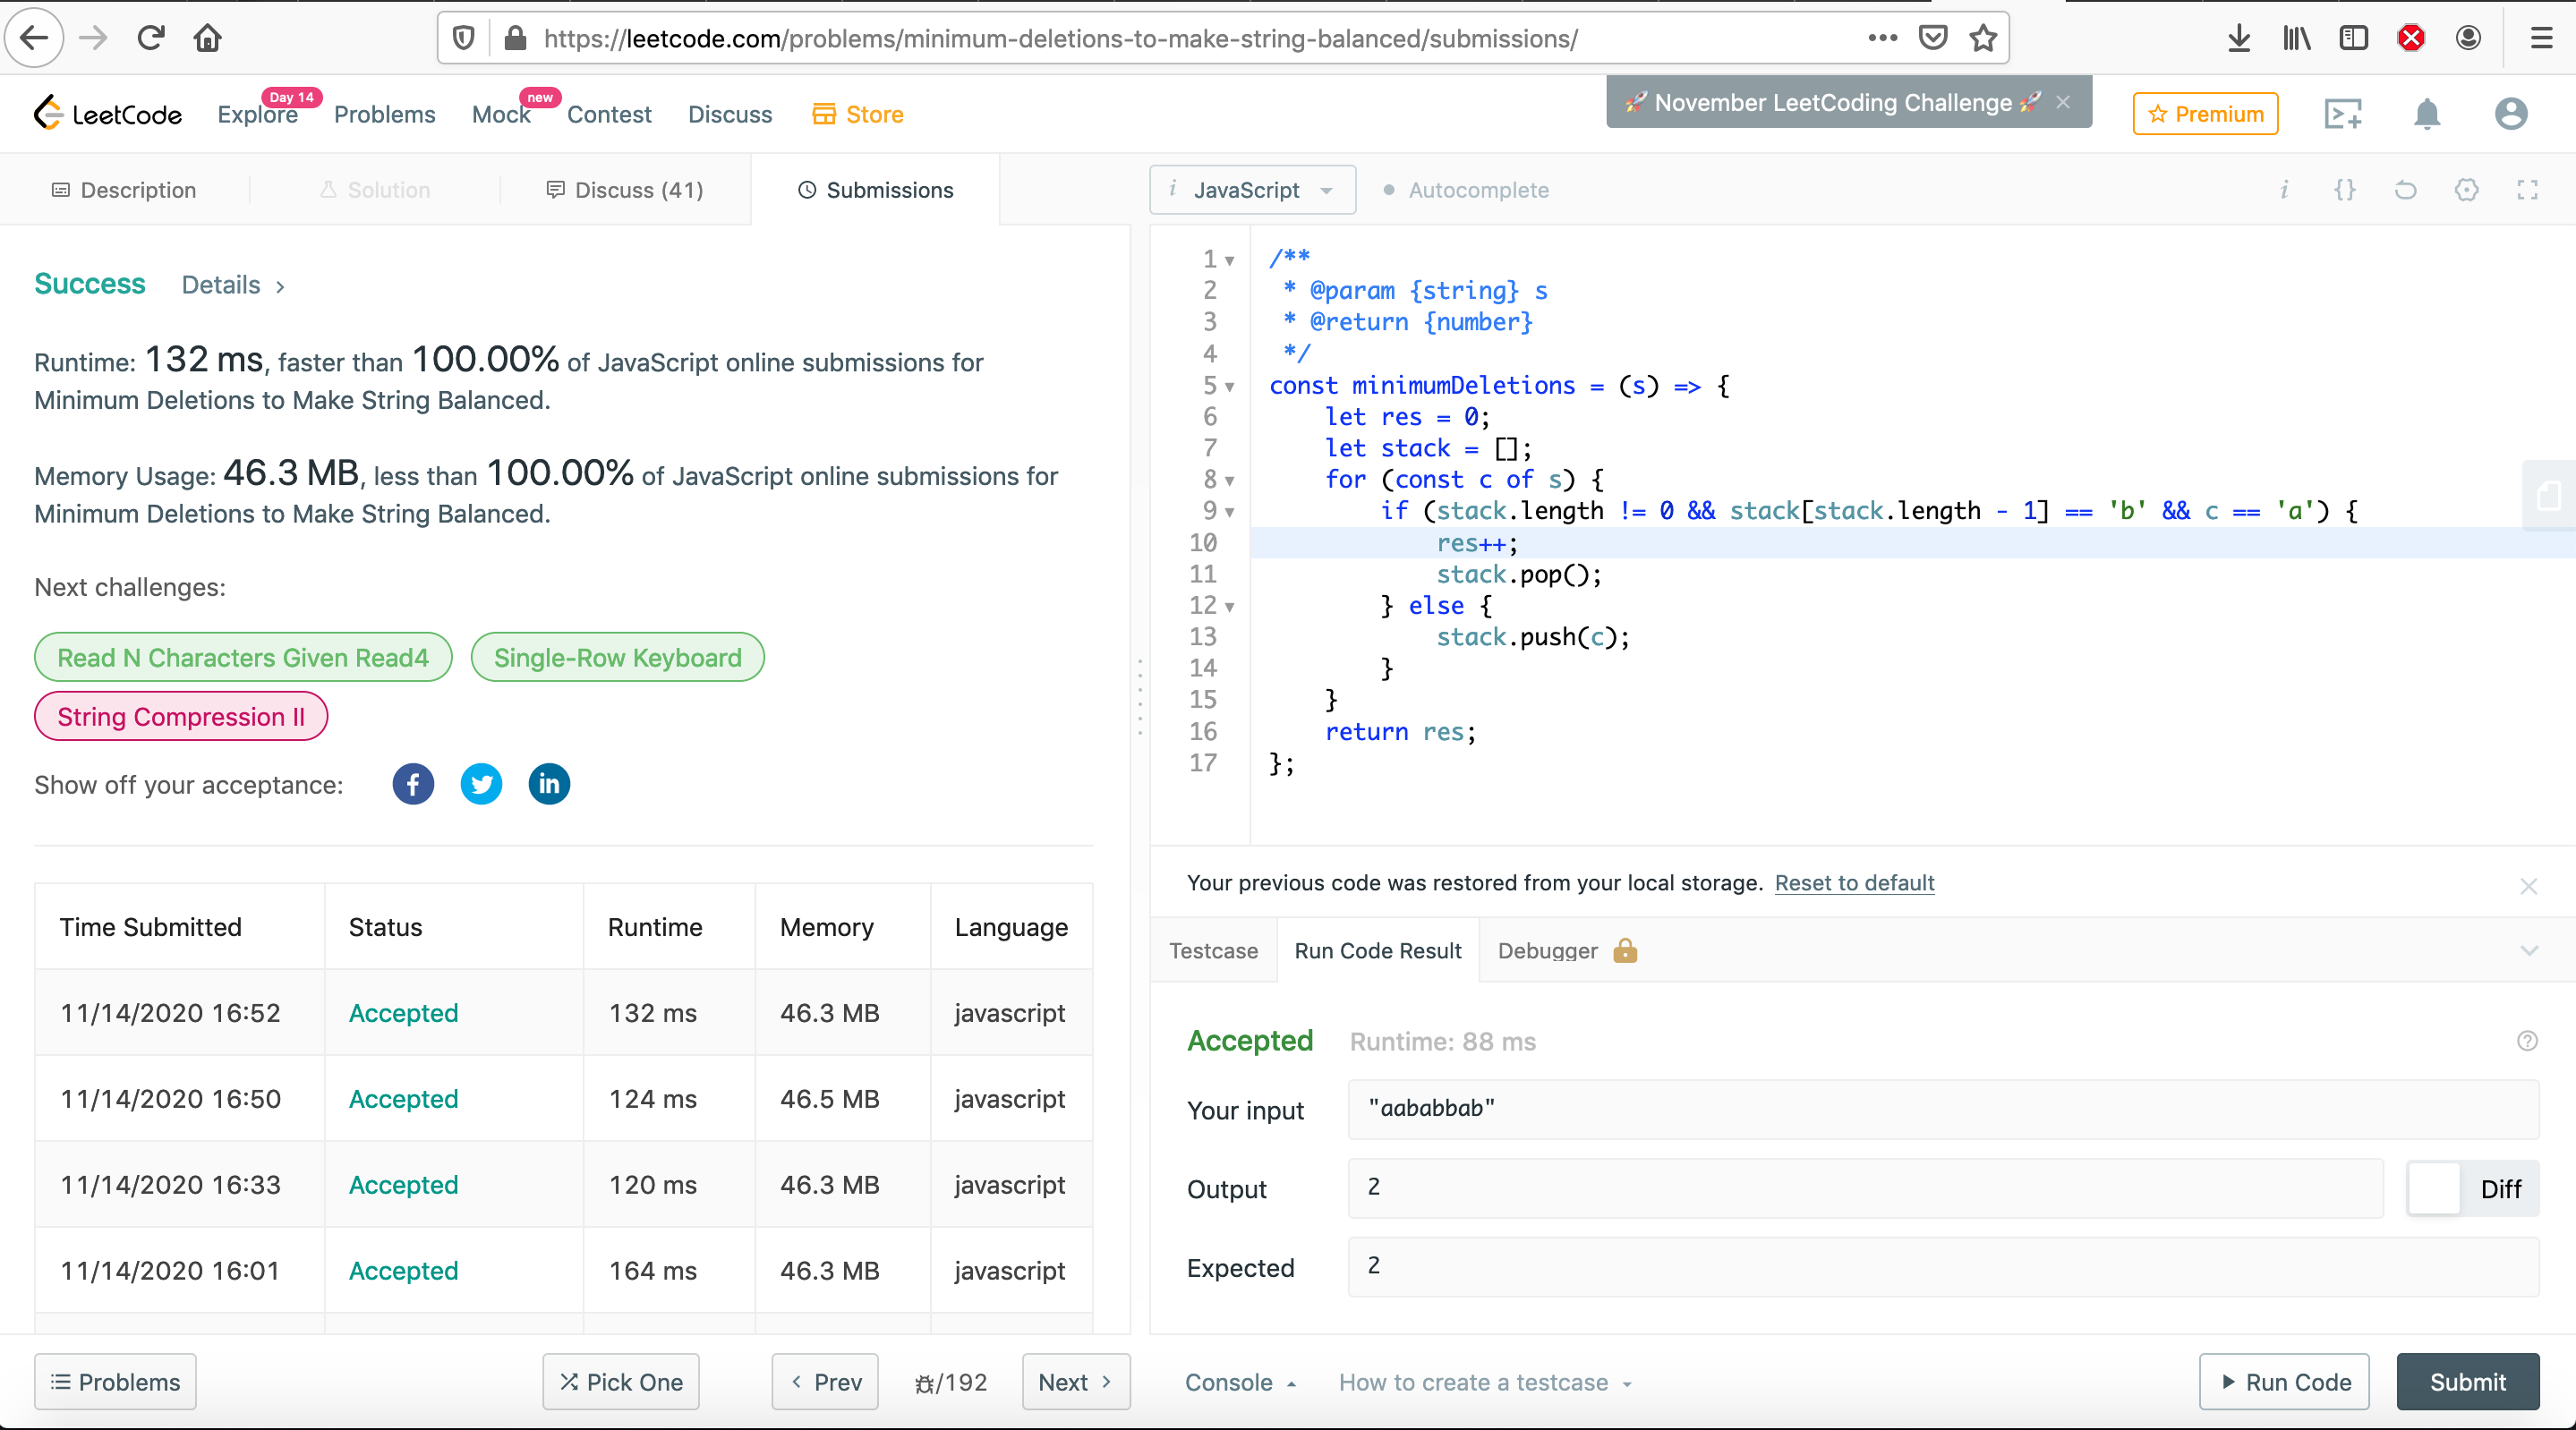 https://leetcode.com/problems/minimum-deletions-to-make-string-balanced/submissions/
LeetCode
Explore
Day 14
Problems
Mock
new
Contest
Discuss
Store
🚀 November LeetCoding Challenge 🚀 ×
Premium
Description
Solution
Discuss (41)
Submissions
Success
Details >
Runtime: 132 ms, faster than 100.00% of JavaScript online submissions for
Minimum Deletions to Make String Balanced.
Memory Usage: 46.3 MB, less than 100.00% of JavaScript online submissions for
Minimum Deletions to Make String Balanced.
Next challenges:
Read N Characters Given Read4
Single-Row Keyboard
String Compression II
Show off your acceptance:
Time Submitted Status Runtime Memory Language
11/14/2020 16:52 Accepted 132 ms 46.3 MB javascript
11/14/2020 16:50 Accepted 124 ms 46.5 MB javascript
11/14/2020 16:33 Accepted 120 ms 46.3 MB javascript
11/14/2020 16:01 Accepted 164 ms 46.3 MB javascript
Problems
Pick One
< Prev
/192
Next >
i JavaScript
Autocomplete
1 /**
2  * @param {string} s
3  * @return {number}
4  */
5 const minimumDeletions = (s) => {
6     let res = 0;
7     let stack = [];
8     for (const c of s) {
9         if (stack.length != 0 && stack[stack.length - 1] == 'b' && c == 'a') {
10             res++;
11             stack.pop();
12         } else {
13             stack.push(c);
14         }
15     }
16     return res;
17 };
Your previous code was restored from your local storage. Reset to default
Testcase
Run Code Result
Debugger
Accepted Runtime: 88 ms
Your input "aababbab"
Output 2
Diff
Expected 2
Console
How to create a testcase
Run Code
Submit